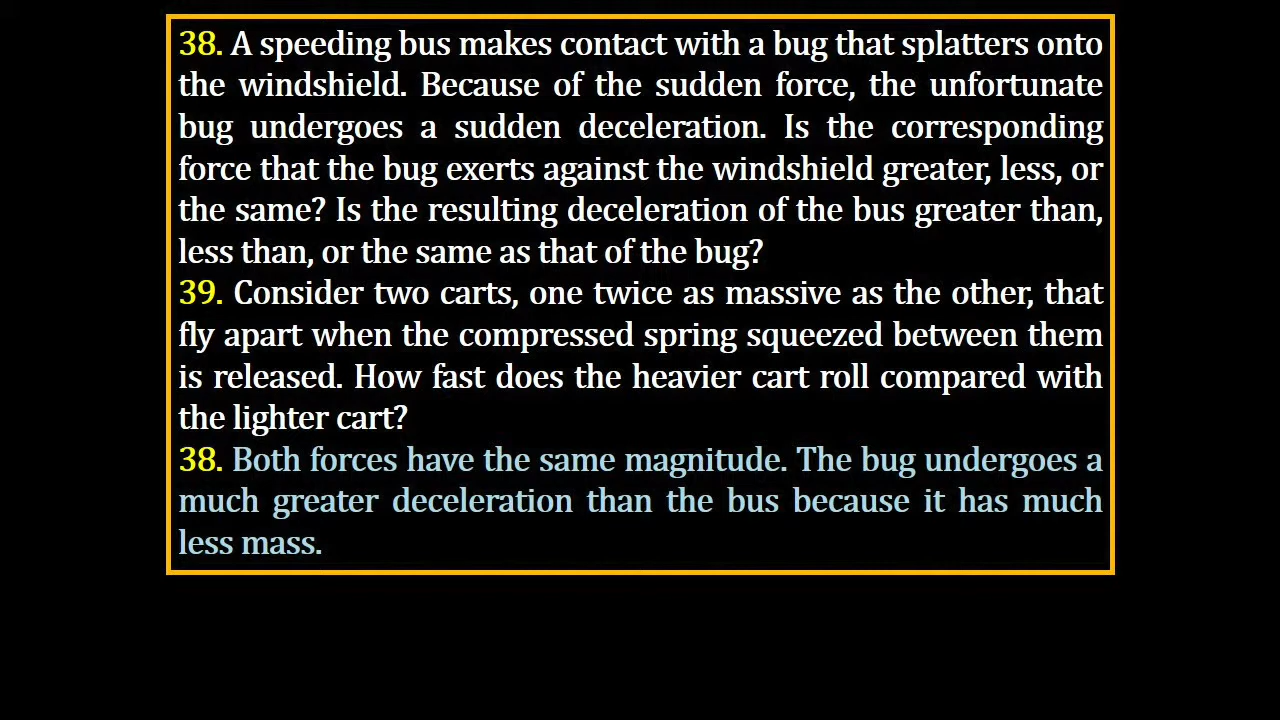 38. A speeding bus makes contact with a bug that splatters onto
the windshield. Because of the sudden force, the unfortunate
bug undergoes a sudden deceleration. Is the corresponding
force that the bug exerts against the windshield greater, less, or
the same? Is the resulting deceleration of the bus greater than,
less than, or the same as that of the bug?
39. Consider two carts, one twice as massive as the other, that
fly apart when the compressed spring squeezed between them
is released. How fast does the heavier cart roll compared with
the lighter cart?
38. Both forces have the same magnitude. The bug undergoes a
much greater deceleration than the bus because it has much
less mass.